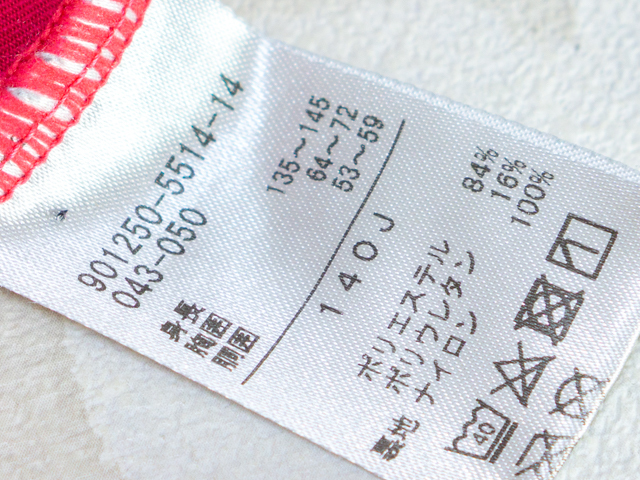 901250-5514-14
043-050
身長 135～145
胸囲 64～72
胴囲 53～59
140J
ポリエステル 84%
ポリウレタン 16%
裏地 ナイロン 100%
40